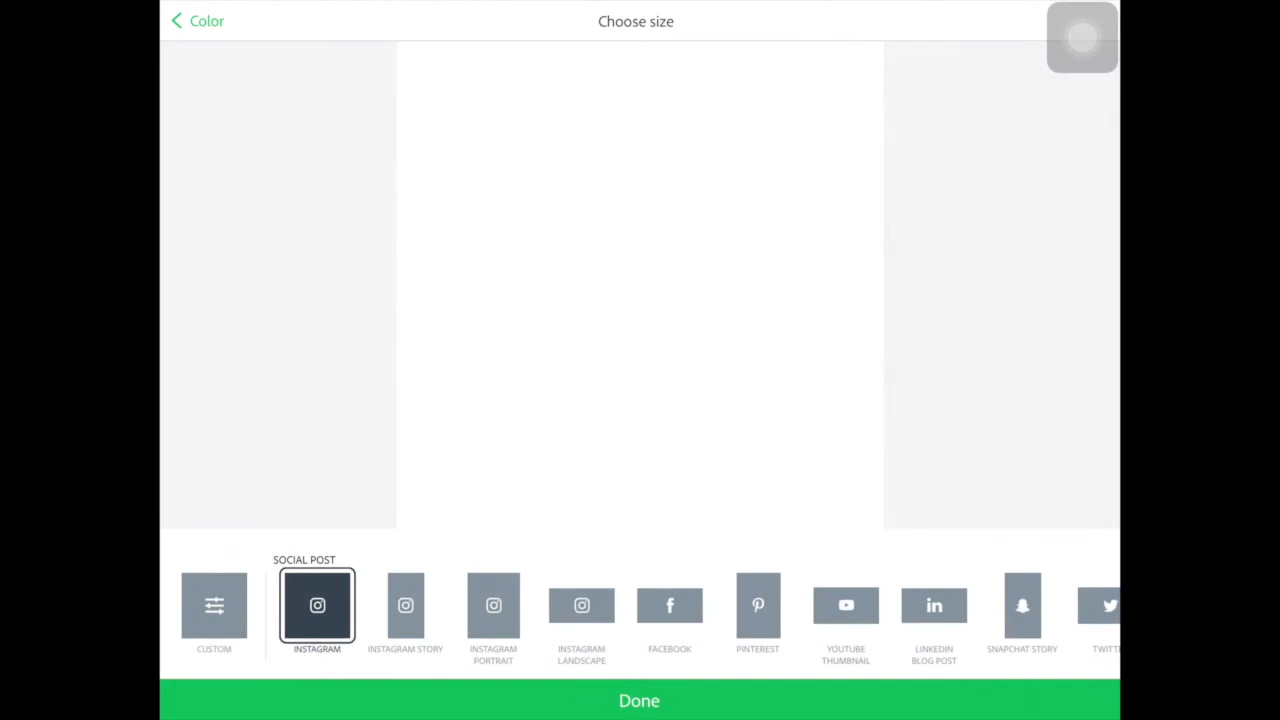 Color
Choose size
SOCIAL POST
CUSTOM
INSTAGRAM
INSTAGRAM STORY
INSTAGRAM
PORTRAIT
INSTAGRAM
LANDSCAPE
FACEBOOK
PINTEREST
YOUTUBE
THUMBNAIL
LINKEDIN
BLOG POST
SNAPCHAT STORY
TWITT
Done